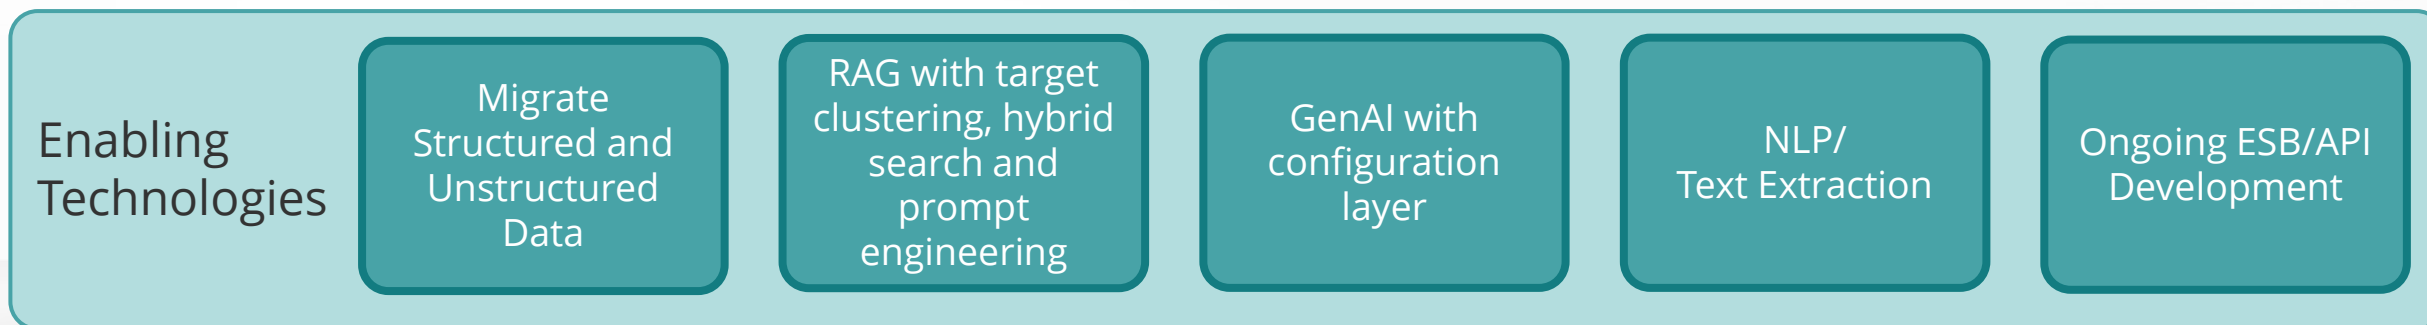 Enabling
Technologies
Migrate
Structured and
Unstructured
Data
RAG with target
clustering, hybrid
search and
prompt
engineering
GenAI with
configuration
layer
NLP/
Text Extraction
Ongoing ESB/API
Development